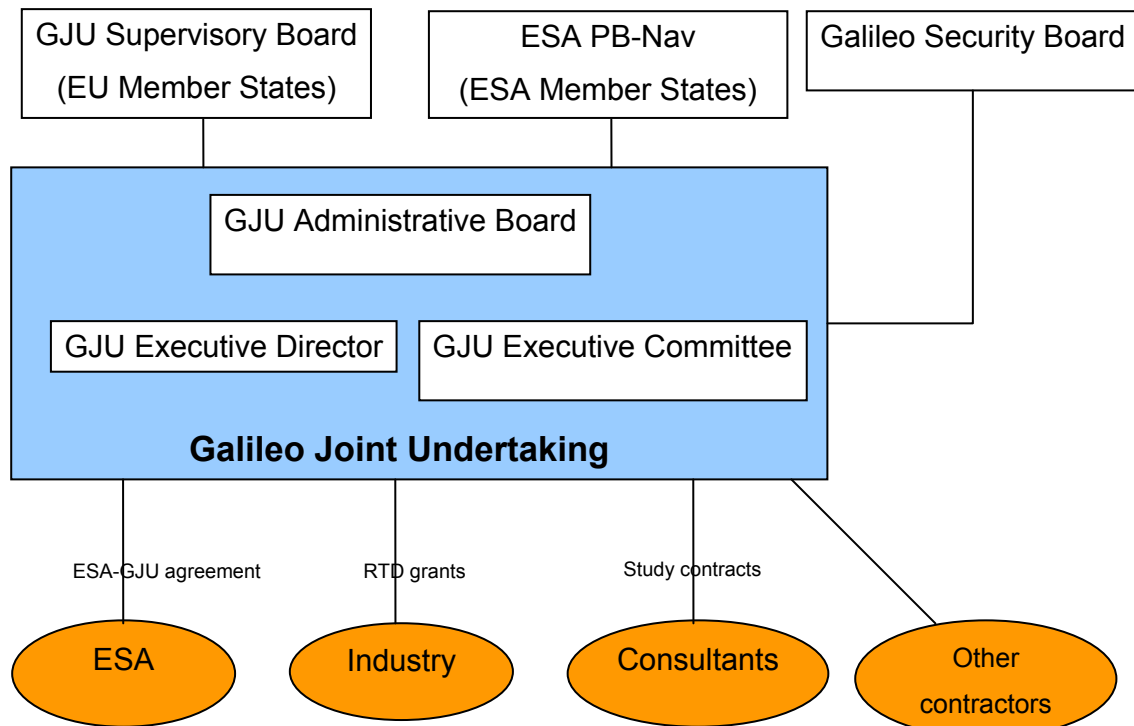 GJU Supervisory Board
(EU Member States)
ESA PB-Nav
(ESA Member States)
Galileo Security Board
GJU Administrative Board
GJU Executive Director
GJU Executive Committee
Galileo Joint Undertaking
ESA-GJU agreement
RTD grants
Study contracts
ESA
Industry
Consultants
Other
contractors